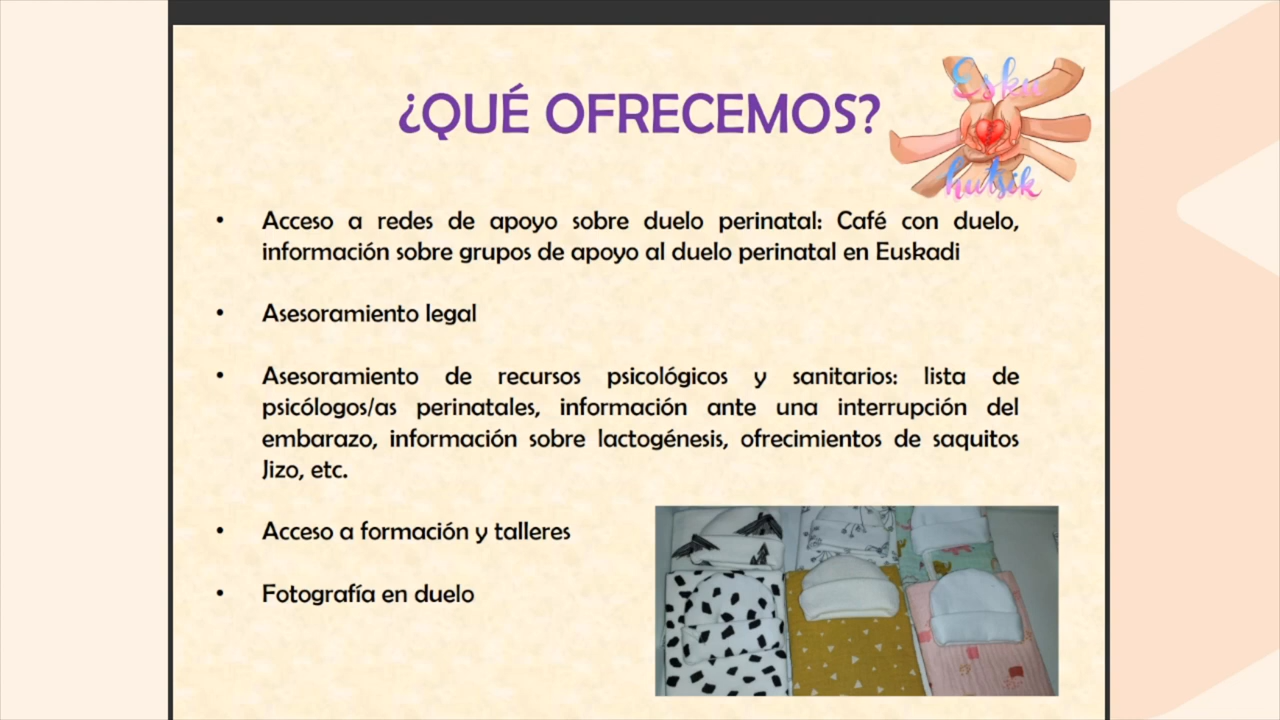 ¿QUÉ OFRECEMOS?
Esku
hutsik
• Acceso a redes de apoyo sobre duelo perinatal: Café con duelo,
información sobre grupos de apoyo al duelo perinatal en Euskadi
• Asesoramiento legal
• Asesoramiento de recursos psicológicos y sanitarios: lista de
psicólogos/as perinatales, información ante una interrupción del
embarazo, información sobre lactogénesis, ofrecimientos de saquitos
Jizo, etc.
• Acceso a formación y talleres
• Fotografía en duelo